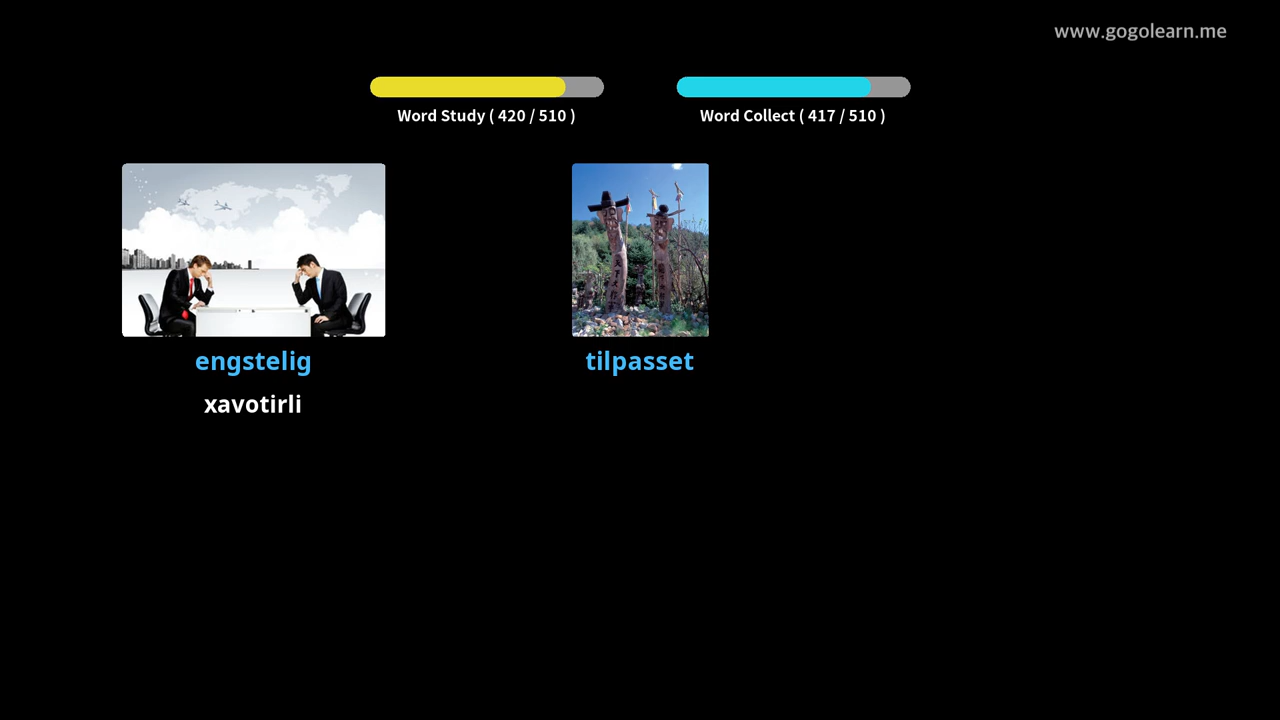 www.gogolearn.me
Word Study ( 420 / 510 )
Word Collect ( 417 / 510 )
engstelig
tilpasset
xavotirli